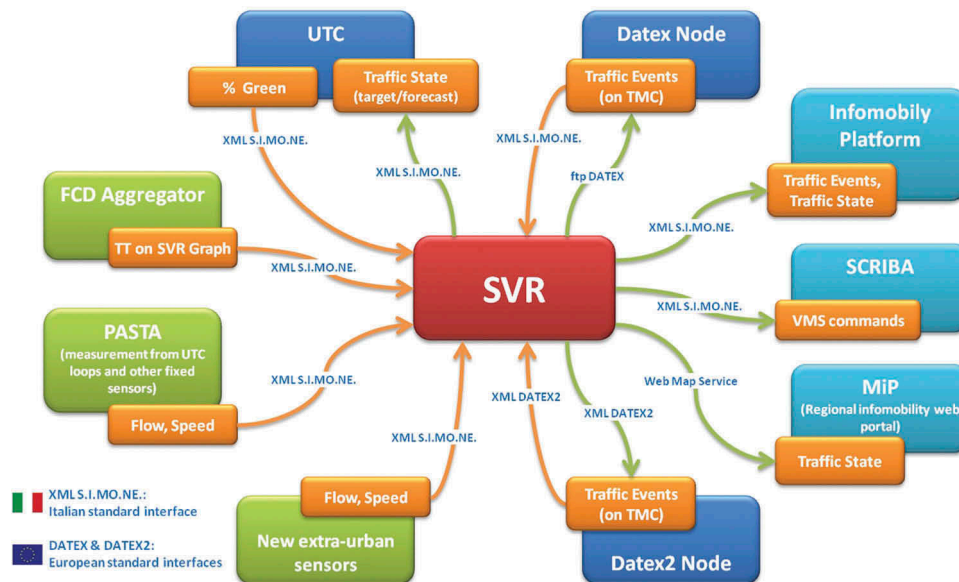 UTC
% Green
Traffic State
(target/forecast)
Datex Node
Traffic Events
(on TMC)
Infomobily
Platform
Traffic Events,
Traffic State
XML S.I.MO.NE.
XML S.I.MO.NE.
XML S.I.MO.NE.
ftp DATEX
XML S.I.MO.NE.
FCD Aggregator
TT on SVR Graph
XML S.I.MO.NE.
SVR
XML S.I.MO.NE.
SCRIBA
VMS commands
PASTA
(measurement from UTC
loops and other fixed
sensors)
Flow, Speed
XML S.I.MO.NE.
XML S.I.MO.NE.
XML DATEX2
XML DATEX2
Web Map Service
MiP
(Regional infomobility web
portal)
Traffic State
Flow, Speed
New extra-urban
sensors
Traffic Events
(on TMC)
Datex2 Node
XML S.I.MO.NE.:
Italian standard interface
DATEX & DATEX2:
European standard interfaces